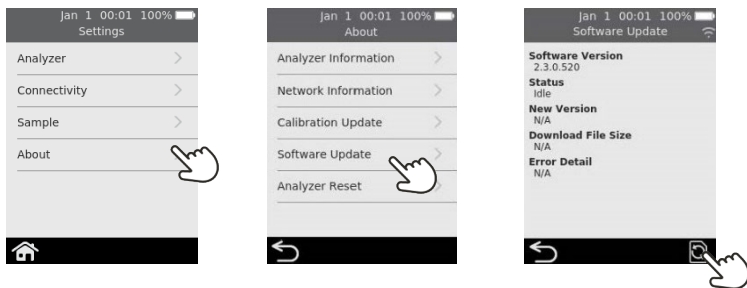 Jan 1 00:01 100%
Settings
Analyzer
Connectivity
Sample
About
Jan 1 00:01 100%
About
Analyzer Information
Network Information
Calibration Update
Software Update
Analyzer Reset
Jan 1 00:01 100%
Software Update
Software Version
2.3.0.520
Status
Idle
New Version
N/A
Download File Size
N/A
Error Detail
N/A